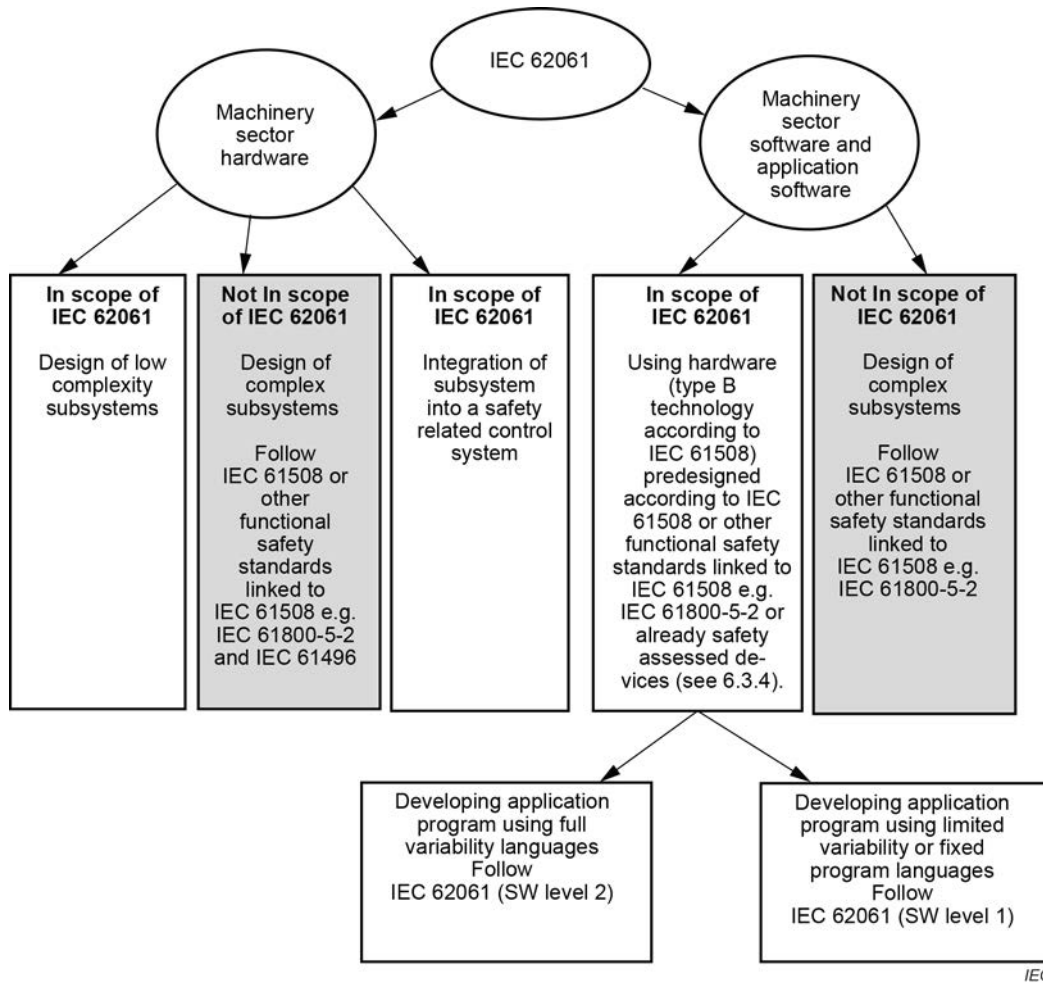 IEC 62061
Machinery
sector
hardware
Machinery
sector
software and
application
software
In scope of
IEC 62061
Design of low
complexity
subsystems
Not In scope
of IEC 62061
Design of
complex
subsystems
Follow
IEC 61508 or
other
functional
safety
standards
linked to
IEC 61508 e.g.
IEC 61800-5-2
and IEC 61496
In scope of
IEC 62061
Integration of
subsystem
into a safety
related control
system
In scope of
IEC 62061
Using hardware
(type B
technology
according to
IEC 61508)
predesigned
according to IEC
61508 or other
functional safety
standards linked to
IEC 61508 e.g.
IEC 61800-5-2 or
already safety
assessed de-
vices (see 6.3.4).
Not In scope of
IEC 62061
Design of
complex
subsystems
Follow
IEC 61508 or
other functional
safety standards
linked to
IEC 61508 e.g.
IEC 61800-5-2
Developing application
program using full
variability languages
Follow
IEC 62061 (SW level 2)
Developing application
program using limited
variability or fixed
program languages
Follow
IEC 62061 (SW level 1)
IEC